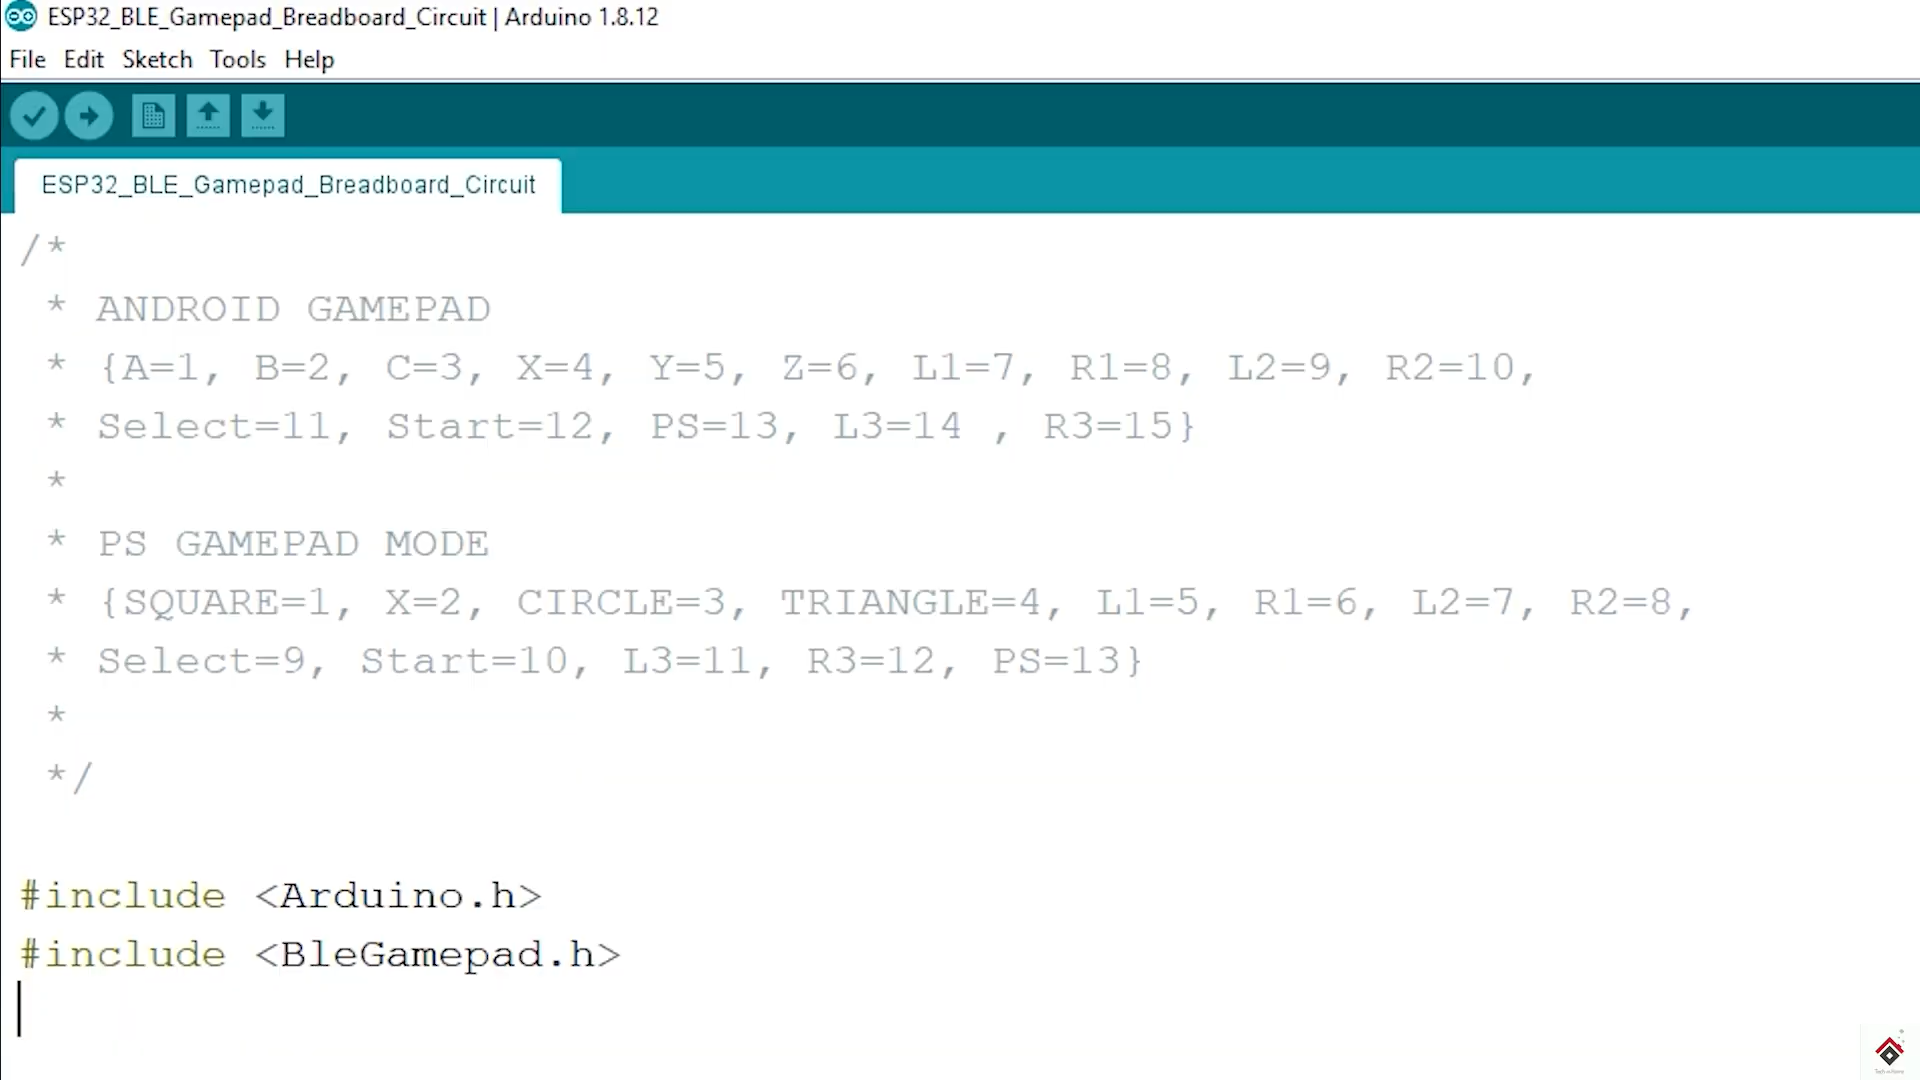 ESP32_BLE_Gamepad_Breadboard_Circuit | Arduino 1.8.12
File Edit Sketch Tools Help
ESP32_BLE_Gamepad_Breadboard_Circuit
/*
* ANDROID GAMEPAD
* {A=1, B=2, C=3, X=4, Y=5, Z=6, L1=7, R1=8, L2=9, R2=10,
* Select=11, Start=12, PS=13, L3=14 , R3=15}
*
* PS GAMEPAD MODE
* {SQUARE=1, X=2, CIRCLE=3, TRIANGLE=4, L1=5, R1=6, L2=7, R2=8,
* Select=9, Start=10, L3=11, R3=12, PS=13}
*
*/
#include <Arduino.h>
#include <BleGamepad.h>